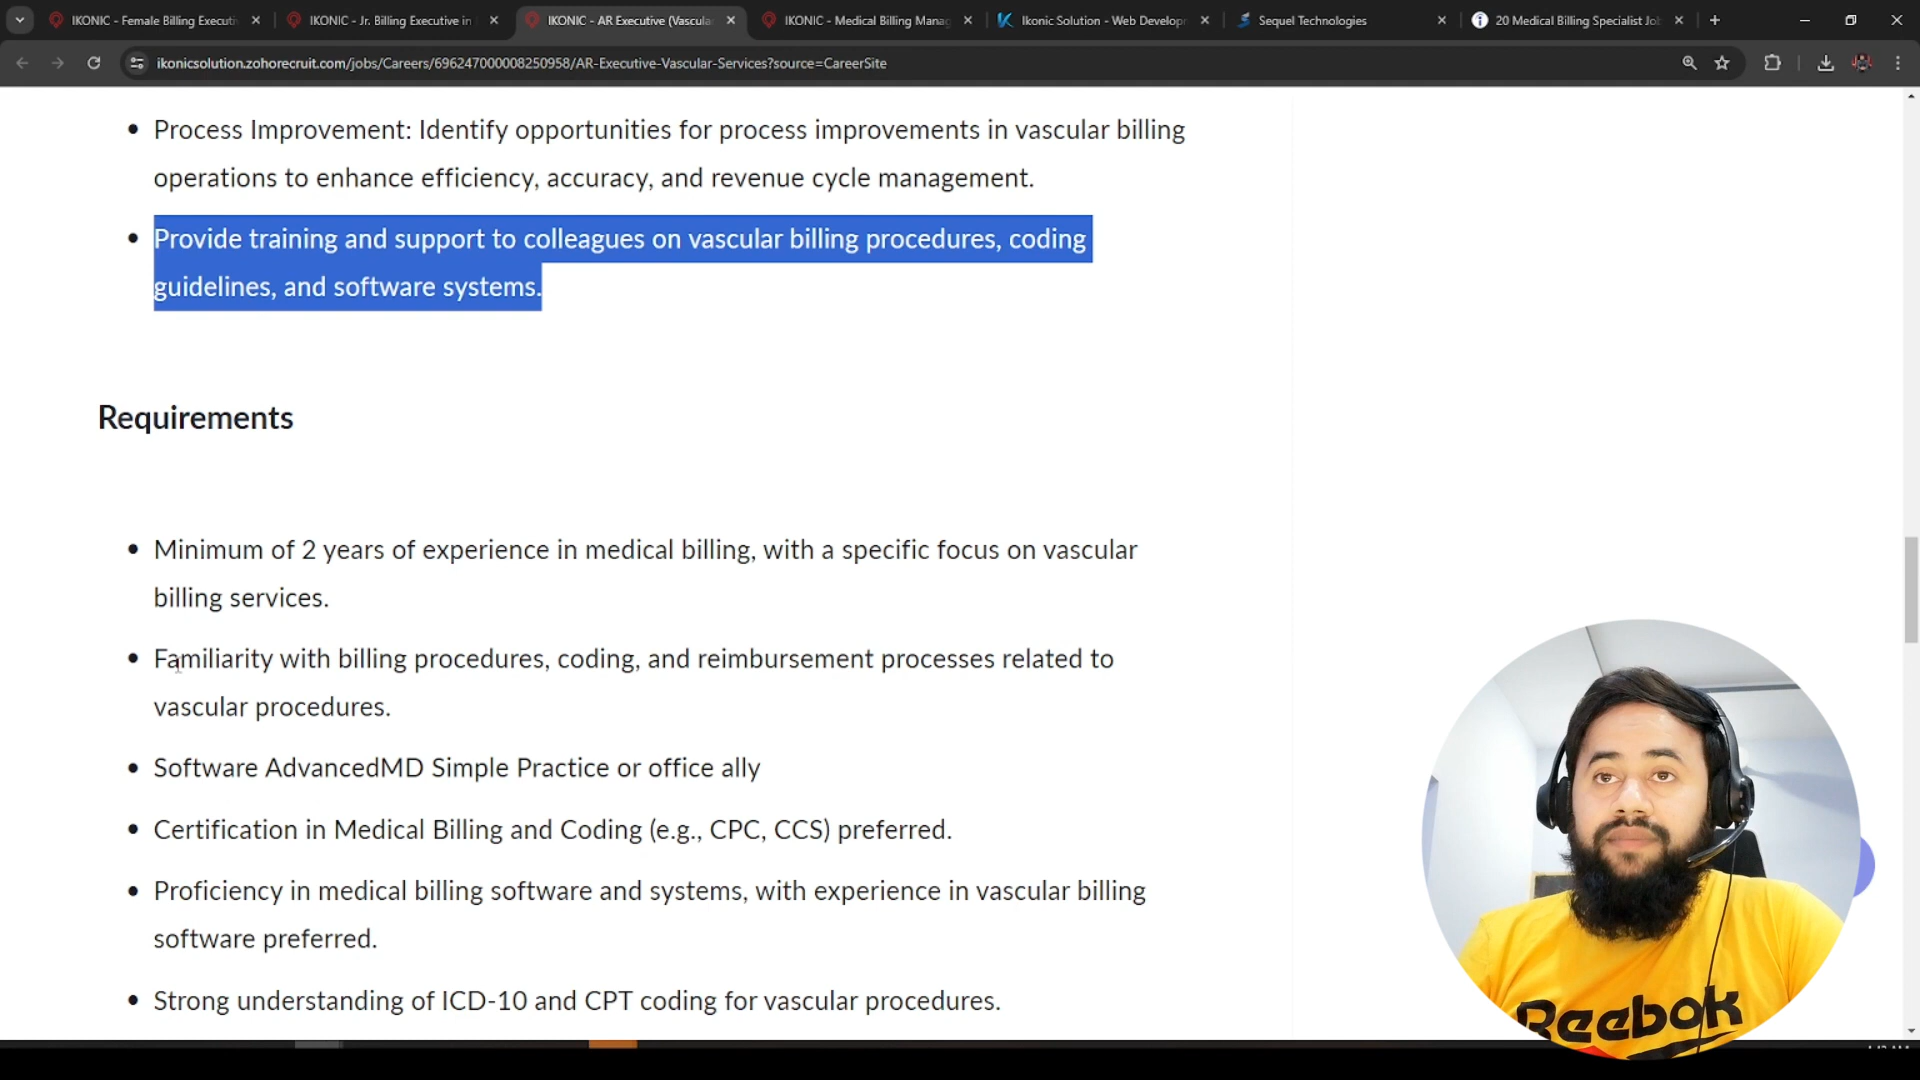 IKONIC - Female Billing Executi
IKONIC - Jr. Billing Executive in
IKONIC - AR Executive (Vascula
IKONIC - Medical Billing Mana
Ikonic Solution - Web Develop
Sequel Technologies
20 Medical Billing Specialist Jo
ikonicsolution.zohorecruit.com/jobs/Careers/696247000008250958/AR-Executive-Vascular-Services?source=CareerSite
• Process Improvement: Identify opportunities for process improvements in vascular billing
operations to enhance efficiency, accuracy, and revenue cycle management.
• Provide training and support to colleagues on vascular billing procedures, coding
guidelines, and software systems.
Requirements
• Minimum of 2 years of experience in medical billing, with a specific focus on vascular
billing services.
• Familiarity with billing procedures, coding, and reimbursement processes related to
vascular procedures.
• Software AdvancedMD Simple Practice or office ally
• Certification in Medical Billing and Coding (e.g., CPC, CCS) preferred.
• Proficiency in medical billing software and systems, with experience in vascular billing
software preferred.
• Strong understanding of ICD-10 and CPT coding for vascular procedures.
Reebok